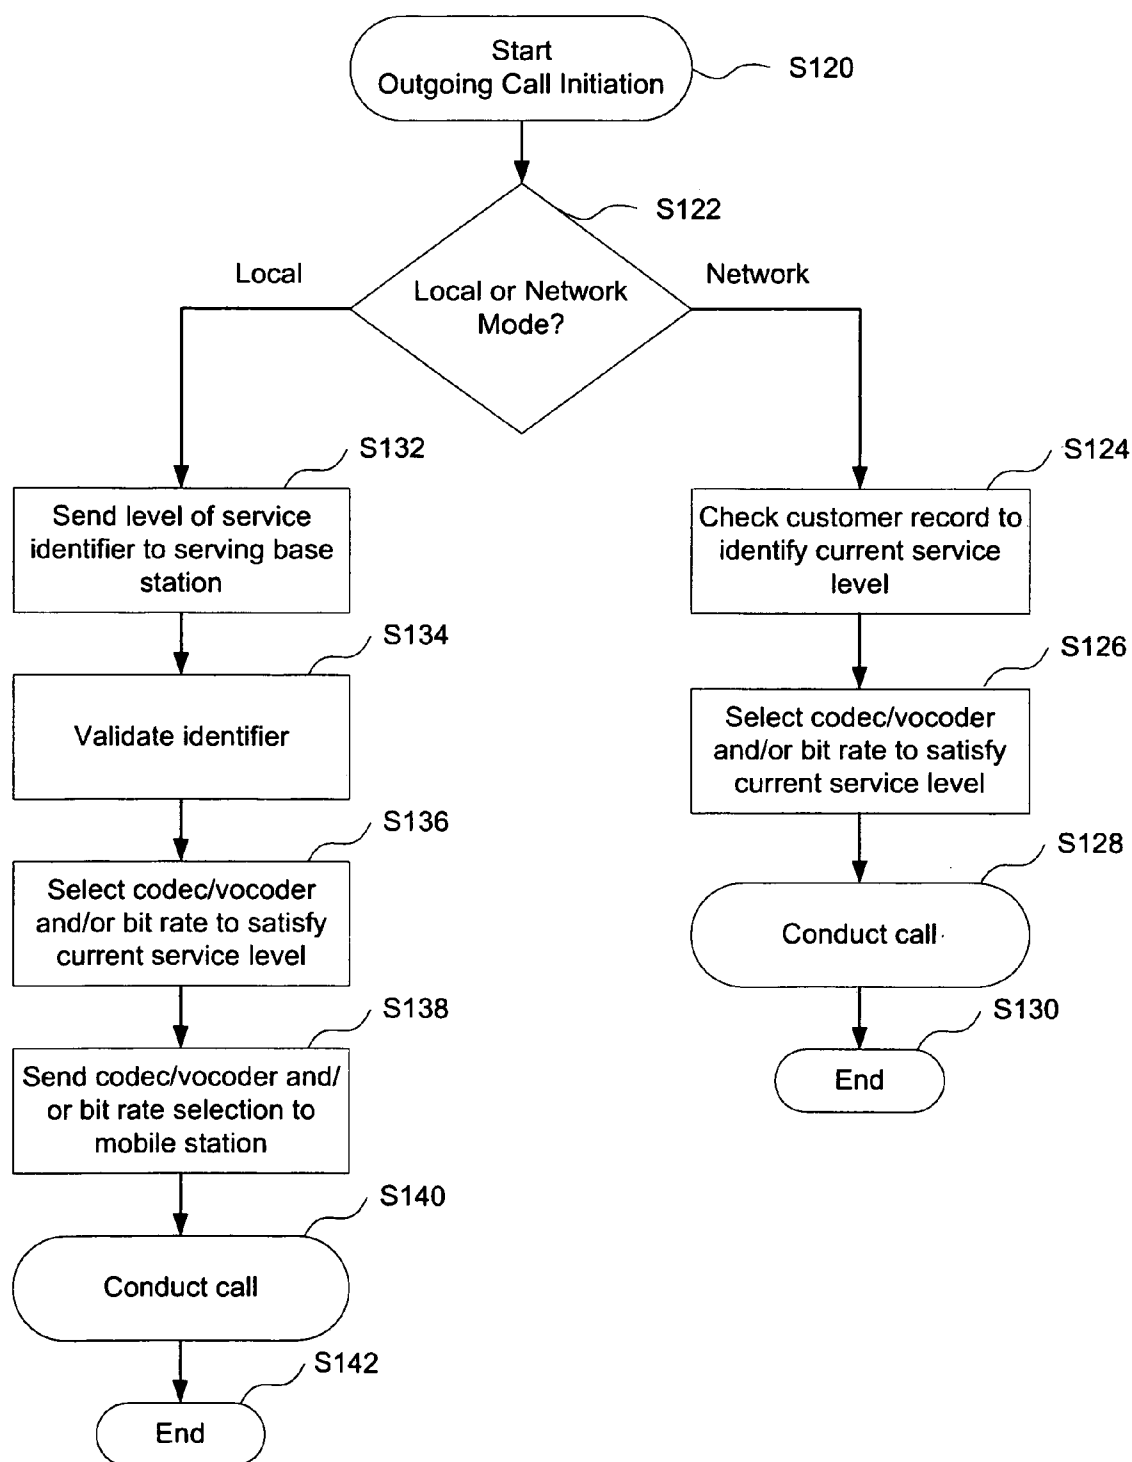 Start
Outgoing Call Initiation
S120
S122
Local
Network
Local or Network
Mode?
S132
Send level of service
identifier to serving base
station
S134
Validate identifier
S136
Select codec/vocoder
and/or bit rate to satisfy
current service level
S138
Send codec/vocoder and/
or bit rate selection to
mobile station
S140
Conduct call
S142
End
S124
Check customer record to
identify current service
level
S126
Select codec/vocoder
and/or bit rate to satisfy
current service level
S128
Conduct call
S130
End